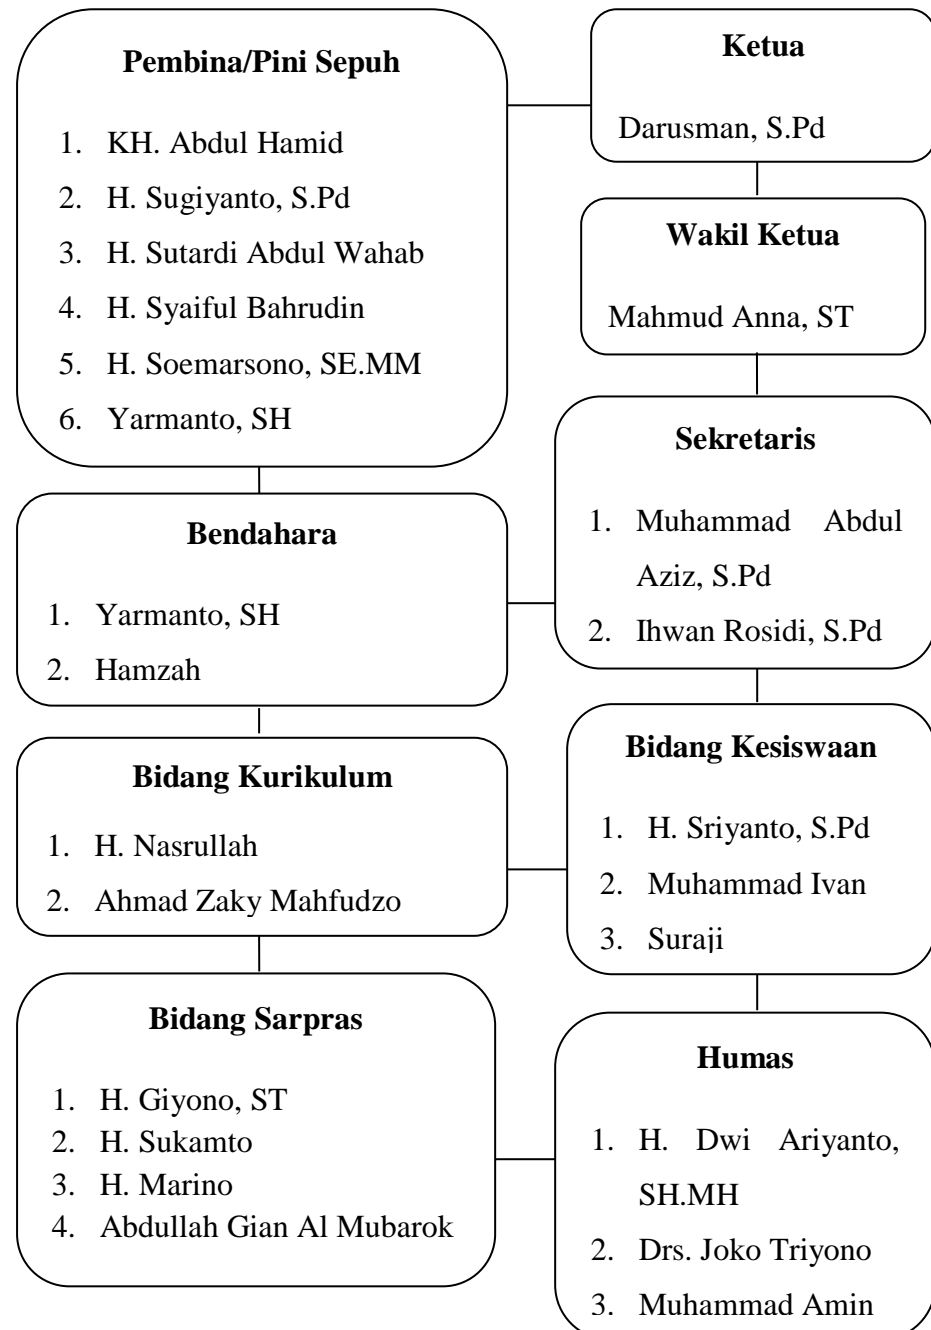 Pembina/Pini Sepuh
1. KH. Abdul Hamid
2. H. Sugiyanto, S.Pd
3. H. Sutardi Abdul Wahab
4. H. Syaiful Bahrudin
5. H. Soemarsono, SE.MM
6. Yarmanto, SH
Ketua
Darusman, S.Pd
Wakil Ketua
Mahmud Anna, ST
Sekretaris
1. Muhammad Abdul
Aziz, S.Pd
2. Ihwan Rosidi, S.Pd
Bendahara
1. Yarmanto, SH
2. Hamzah
Bidang Kurikulum
1. H. Nasrullah
2. Ahmad Zaky Mahfudzo
Bidang Kesiswaan
1. H. Sriyanto, S.Pd
2. Muhammad Ivan
3. Suraji
Bidang Sarpras
1. H. Giyono, ST
2. H. Sukamto
3. H. Marino
4. Abdullah Gian Al Mubarok
Humas
1. H. Dwi Ariyanto,
SH.MH
2. Drs. Joko Triyono
3. Muhammad Amin